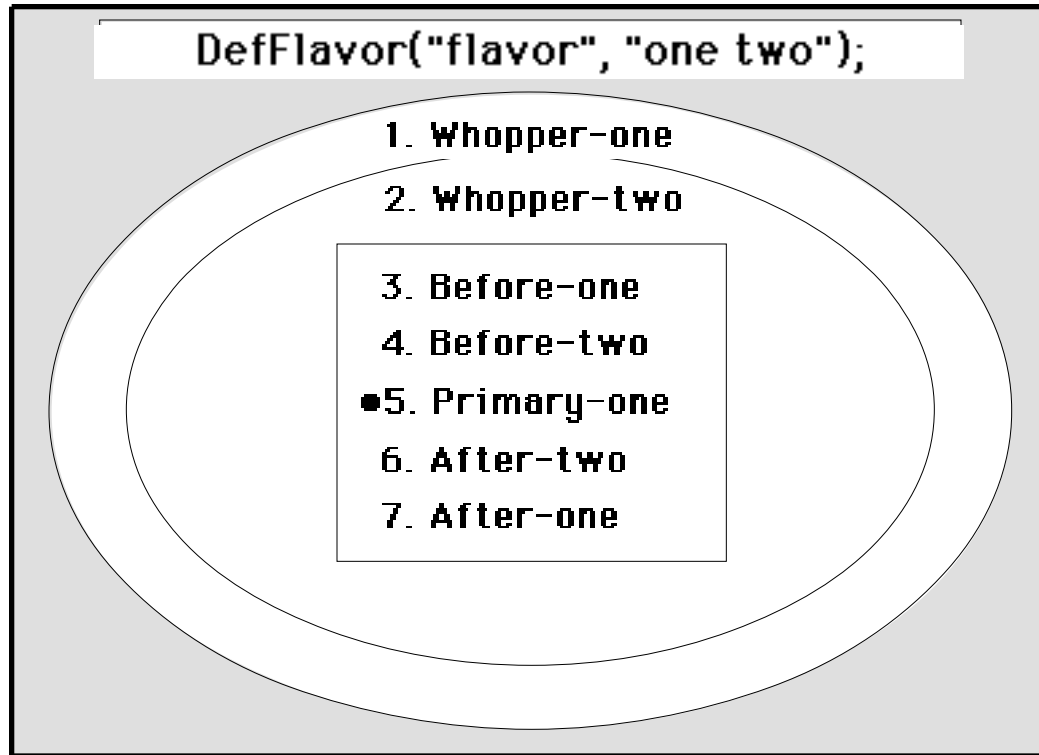 DefFlavor("flavor", "one two");
1. Whopper-one
2. Whopper-two
3. Before-one
4. Before-two
●5. Primary-one
6. After-two
7. After-one